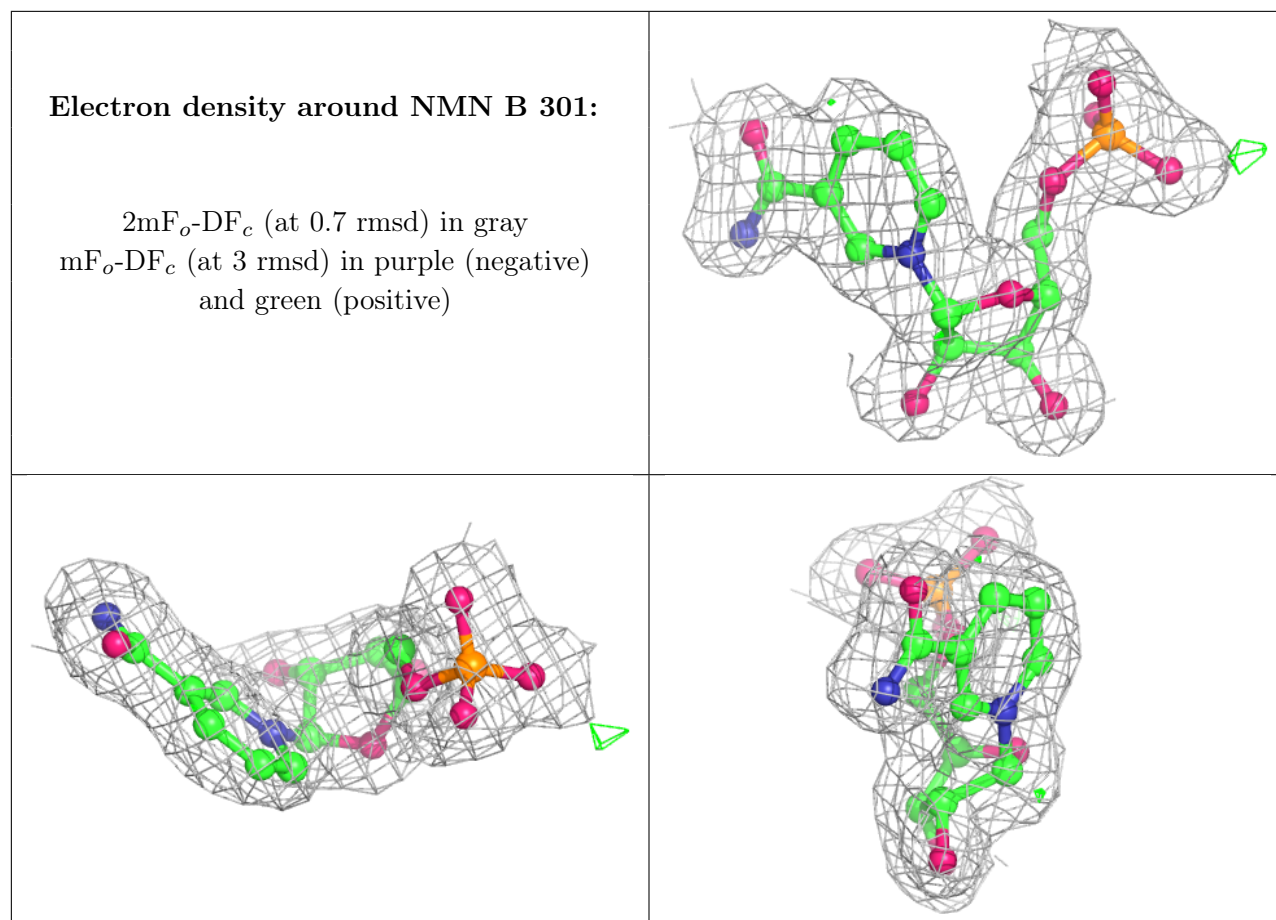 Electron density around NMN B 301:
2mFo-DFc (at 0.7 rmsd) in gray
mFo-DFc (at 3 rmsd) in purple (negative)
and green (positive)